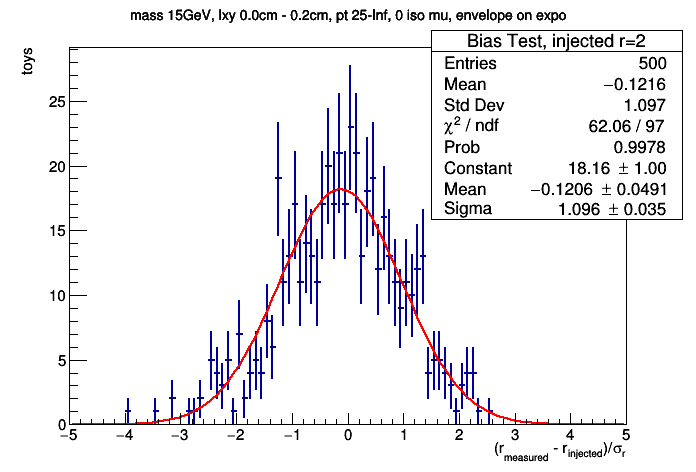 mass 15GeV, lxy 0.0cm - 0.2cm, pt 25-Inf, 0 iso mu, envelope on expo
toys
Bias Test, injected r=2
Entries 500
Mean −0.1216
Std Dev 1.097
χ² / ndf 62.06 / 97
Prob 0.9978
Constant 18.16 ± 1.00
Mean −0.1206 ± 0.0491
Sigma 1.096 ± 0.035
25
20
15
10
5
0
−5 −4 −3 −2 −1 0 1 2 3 4 5
(r_measured - r_injected)/σ_r